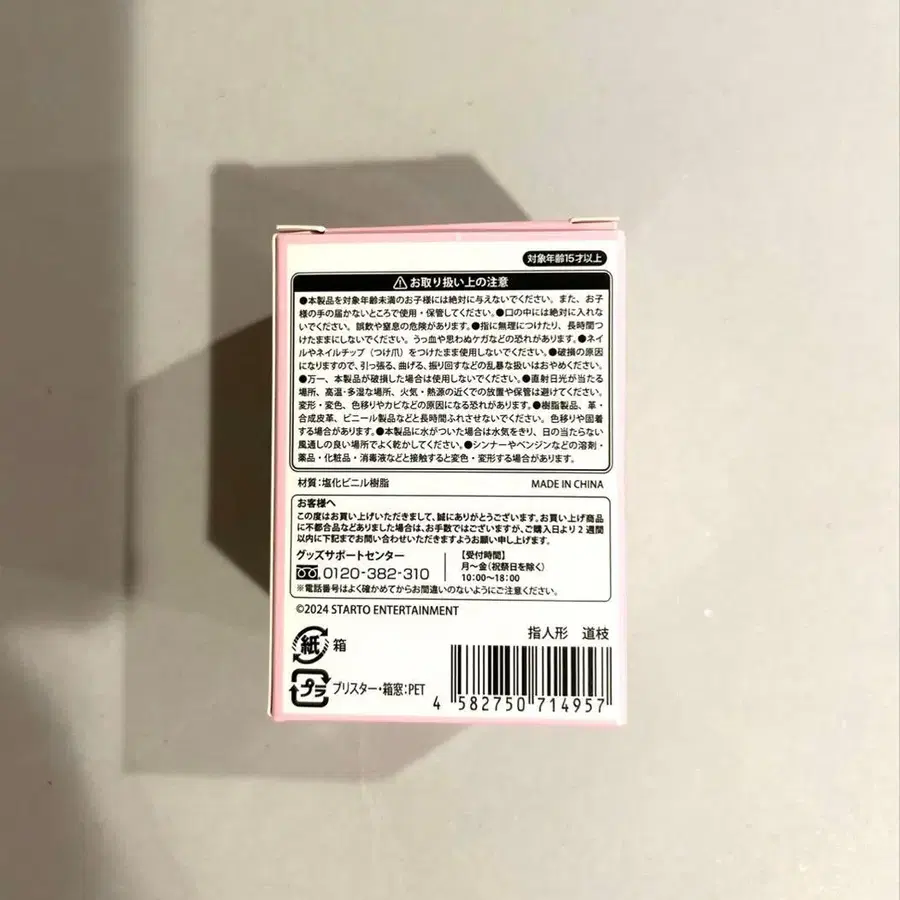 対象年齢15才以上
⚠お取り扱い上の注意
●本製品を対象年齢未満のお子様には絶対に与えないでください。また、お子
様の手の届かないところで使用・保管してください。●口の中には絶対に入れな
いでください。誤飲や窒息の危険があります。●指に無理につけたり、長時間つ
けたままにしないでください。うっ血や思わぬケガなどの恐れがあります。●ネイ
ルやネイルチップ（つけ爪）をつけたまま使用しないでください。●破損の原因
になりますので、引っ張る、曲げる、振り回すなどの乱暴な扱いはおやめください。
●万一、本製品が破損した場合は使用しないでください。●直射日光が当たる
場所、高温・多湿な場所、火気・熱源の近くでの放置や保管は避けてください。
変形・変色、色移りやカビなどの原因になる恐れがあります。●樹脂製品、革・
合成皮革、ビニール製品などと長時間ふれさせないでください。色移りや固着
する場合があります。●本製品に水がついた場合は水気をきり、日の当たらない
風通しの良い場所でよく乾かしてください。●シンナーやベンジンなどの溶剤・
薬品・化粧品・消毒液などと接触すると変色・変形する場合があります。
材質：塩化ビニル樹脂 MADE IN CHINA
お客様へ
この度はお買い上げいただきまして、誠にありがとうございます。お買い上げ商品
に不都合品などありました場合は、お手数ではございますが、ご購入日より2週間
以内に下記までお問い合わせいただきますようお願い申し上げます。
グッズサポートセンター
0120-382-310
【受付時間】
月～金（祝祭日を除く）
10:00～18:00
※電話番号はよく確かめてからお間違いのないようにご注意ください。
©2024 STARTO ENTERTAINMENT
指人形 道枝
紙 箱
プラ ブリスター・箱窓：PET
4 582750 714957